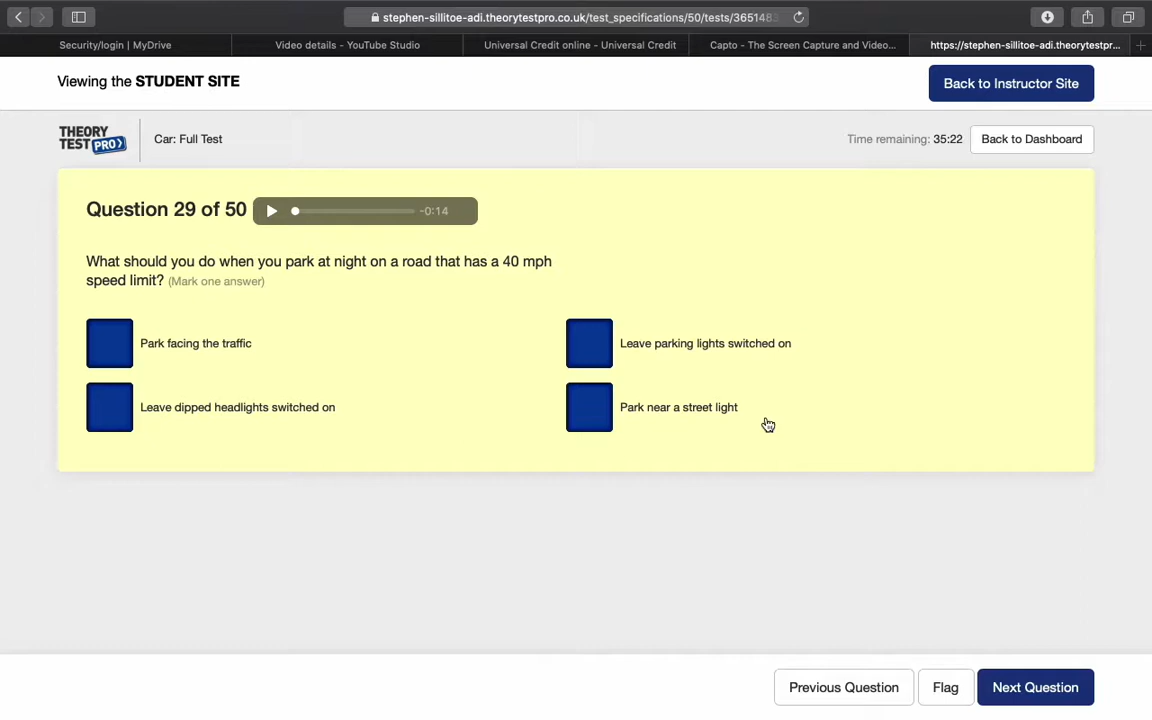 stephen-sillitoe-adi.theorytestpro.co.uk/test_specifications/50/tests/365148
Security/login | MyDrive
Video details - YouTube Studio
Universal Credit online - Universal Credit
Capto - The Screen Capture and Video...
https://stephen-sillitoe-adi.theorytestpr...
Viewing the STUDENT SITE
Back to Instructor Site
THEORY TEST PRO
Car: Full Test
Time remaining: 35:22
Back to Dashboard
Question 29 of 50
-0:14
What should you do when you park at night on a road that has a 40 mph
speed limit? (Mark one answer)
Park facing the traffic
Leave parking lights switched on
Leave dipped headlights switched on
Park near a street light
Previous Question
Flag
Next Question